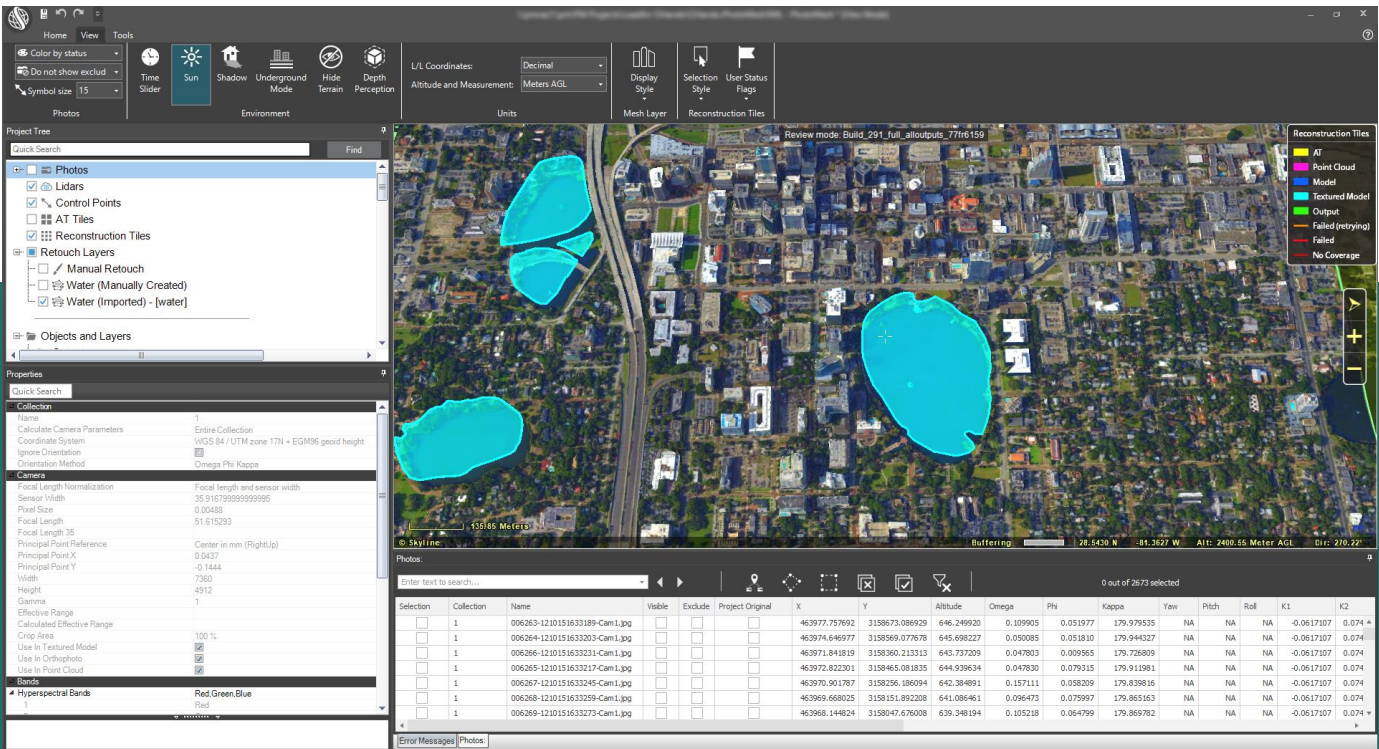 Home View Tools
Color by status
Do not show exclud
Symbol size 15
Photos
Time Slider
Sun
Shadow
Underground Mode
Hide Terrain
Depth Perception
Environment
L/L Coordinates: Decimal
Altitude and Measurement: Meters AGL
Units
Display Style
Mesh Layer
Selection Style
User Status Flags
Reconstruction Tiles
Project Tree
Quick Search Find
Photos
Lidars
Control Points
AT Tiles
Reconstruction Tiles
Retouch Layers
Manual Retouch
Water (Manually Created)
Water (Imported) - [water]
Objects and Layers
Properties
Quick Search
Collection
Name 1
Calculate Camera Parameters Entire Collection
Coordinate System WGS 84 / UTM zone 17N + EGM96 geoid height
Ignore Orientation
Orientation Method Omega Phi Kappa
Camera
Focal Length Normalization Focal length and sensor width
Sensor Width 35.916799999999995
Pixel Size 0.00488
Focal Length 51.615293
Focal Length 35
Principal Point Reference Center in mm (RightUp)
Principal Point X 0.0437
Principal Point Y -0.1444
Width 7360
Height 4912
Gamma 1
Effective Range
Calculated Effective Range
Crop Area 100 %
Use In Textured Model
Use In Orthophoto
Use In Point Cloud
Bands
Hyperspectral Bands Red,Green,Blue
1 Red
Review mode: Build_291_full_alloutputs_77fr6159
Reconstruction Tiles
AT
Point Cloud
Model
Textured Model
Output
Failed (retrying)
Failed
No Coverage
135.85 Meters
© Skyline
Buffering 28.5430 N -81.3627 W Alt: 2400.55 Meter AGL Dir: 270.22°
Photos:
Enter text to search...
0 out of 2673 selected
Selection Collection Name Visible Exclude Project Original X Y Altitude Omega Phi Kappa Yaw Pitch Roll K1 K2
1 006263-1210151633189-Cam1.jpg 463977.757692 3158673.086929 646.249920 0.109905 0.051977 179.979535 NA NA NA -0.0617107 0.074
1 006264-1210151633203-Cam1.jpg 463974.646977 3158569.077678 645.698227 0.050085 0.051810 179.944327 NA NA NA -0.0617107 0.074
1 006266-1210151633231-Cam1.jpg 463971.841819 3158360.213313 643.737209 0.047803 0.009565 179.726809 NA NA NA -0.0617107 0.074
1 006265-1210151633217-Cam1.jpg 463972.822301 3158465.081835 644.939634 0.047830 0.079315 179.911981 NA NA NA -0.0617107 0.074
1 006267-1210151633245-Cam1.jpg 463970.901787 3158256.186094 642.384891 0.157111 0.058209 179.839816 NA NA NA -0.0617107 0.074
1 006268-1210151633259-Cam1.jpg 463969.668025 3158151.892208 641.086461 0.096473 0.075997 179.865163 NA NA NA -0.0617107 0.074
1 006269-1210151633273-Cam1.jpg 463968.144824 3158047.676008 639.348194 0.105218 0.064799 179.869782 NA NA NA -0.0617107 0.074
Error Messages Photos: